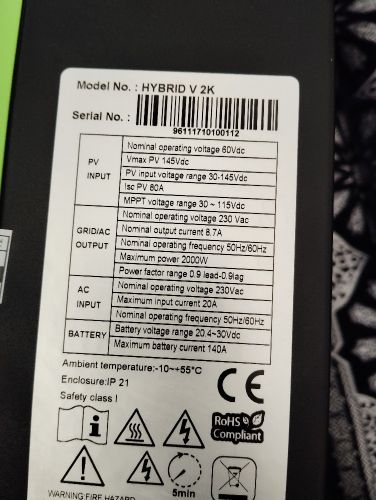 Model No. : HYBRID V 2K
Serial No. :
96111710100112
PV INPUT
Nominal operating voltage 60Vdc
Vmax PV 145Vdc
PV input voltage range 30-145Vdc
Isc PV 60A
MPPT voltage range 30 ~ 115Vdc
GRID/AC OUTPUT
Nominal operating voltage 230 Vac
Nominal output current 8.7A
Nominal operating frequency 50Hz/60Hz
Maximum power 2000W
Power factor range 0.9 lead-0.9lag
AC INPUT
Nominal operating voltage 230Vac
Maximum input current 20A
Nominal operating frequency 50Hz/60Hz
BATTERY
Battery voltage range 20.4~30Vdc
Maximum battery current 140A
Ambient temperature:-10~+55°C
Enclosure:IP 21
Safety class I
CE
RoHS
Compliant
5min
WARNING FIRE HAZARD